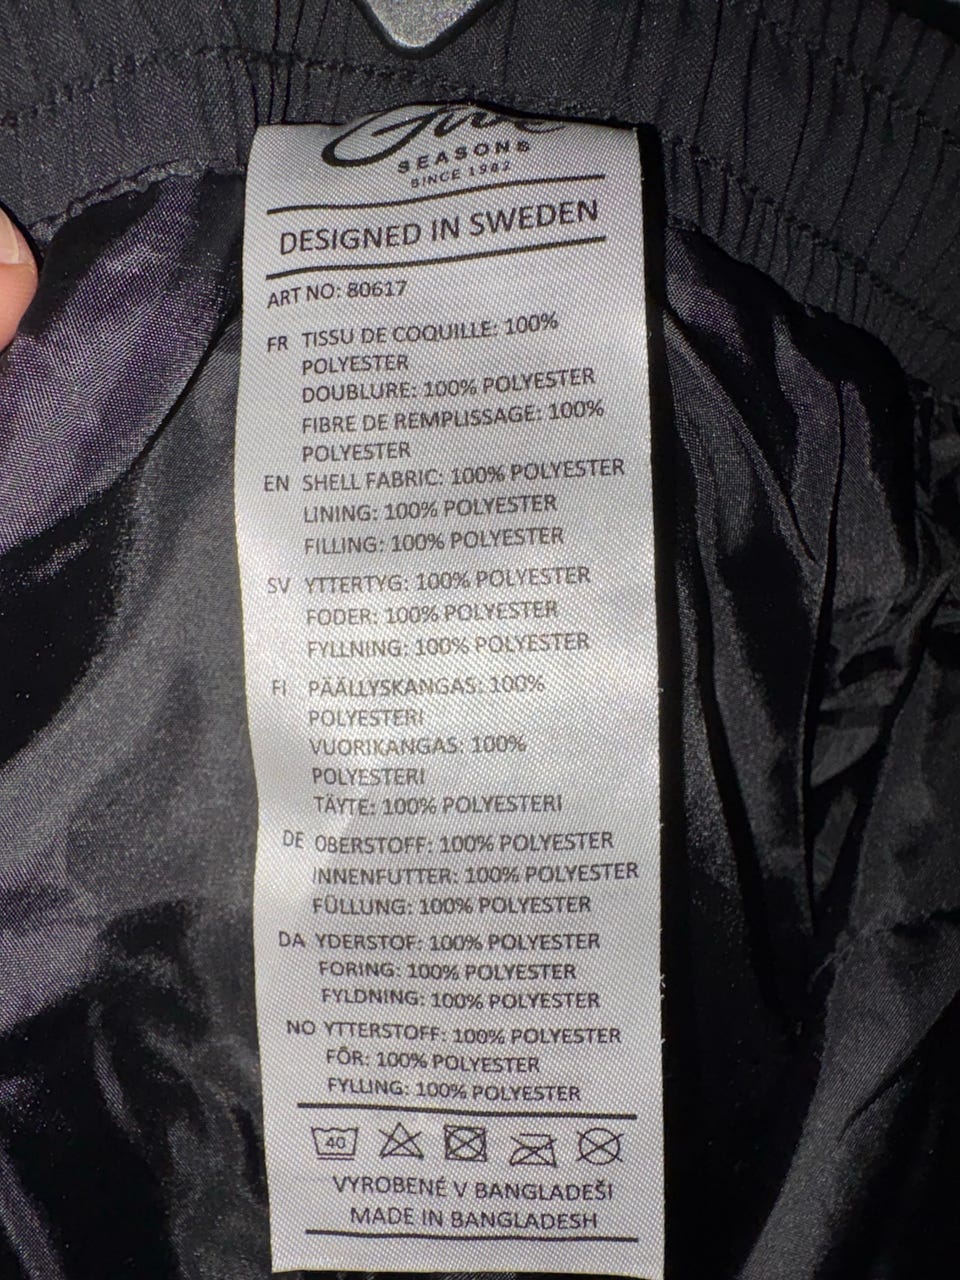 Five
SEASONS
SINCE 1982
DESIGNED IN SWEDEN
ART NO: 80617
FR TISSU DE COQUILLE: 100%
POLYESTER
DOUBLURE: 100% POLYESTER
FIBRE DE REMPLISSAGE: 100%
POLYESTER
EN SHELL FABRIC: 100% POLYESTER
LINING: 100% POLYESTER
FILLING: 100% POLYESTER
SV YTTERTYG: 100% POLYESTER
FODER: 100% POLYESTER
FYLLNING: 100% POLYESTER
FI PÄÄLLYSKANGAS: 100%
POLYESTERI
VUORIKANGAS: 100%
POLYESTERI
TÄYTE: 100% POLYESTERI
DE OBERSTOFF: 100% POLYESTER
INNENFUTTER: 100% POLYESTER
FÜLLUNG: 100% POLYESTER
DA YDERSTOF: 100% POLYESTER
FORING: 100% POLYESTER
FYLDNING: 100% POLYESTER
NO YTTERSTOFF: 100% POLYESTER
FÔR: 100% POLYESTER
FYLLING: 100% POLYESTER
40
VYROBENÉ V BANGLADEŠI
MADE IN BANGLADESH